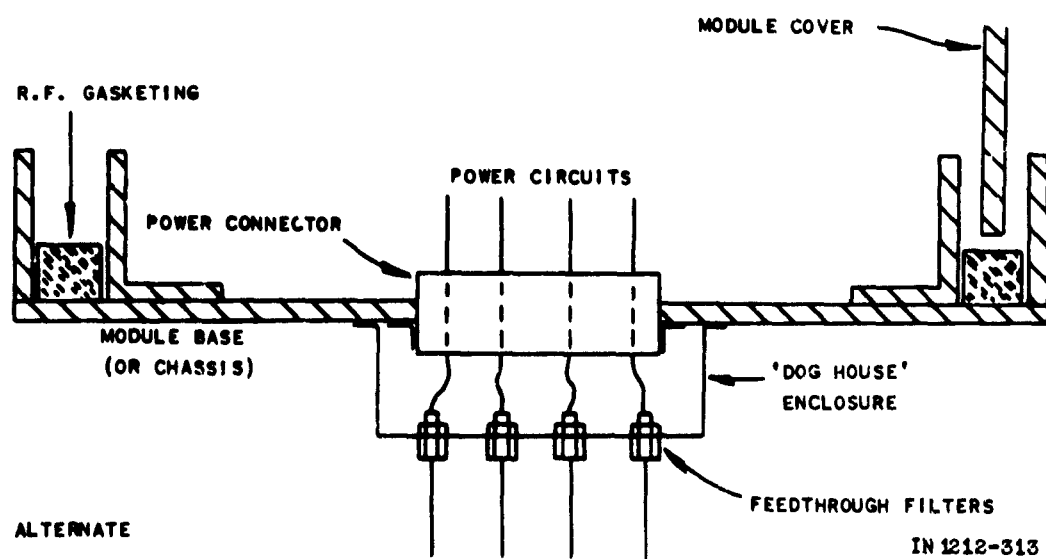 MODULE COVER
R.F. GASKETING
POWER CIRCUITS
POWER CONNECTOR
MODULE BASE
(OR CHASSIS)
'DOG HOUSE'
ENCLOSURE
FEEDTHROUGH FILTERS
ALTERNATE
IN 1212-313